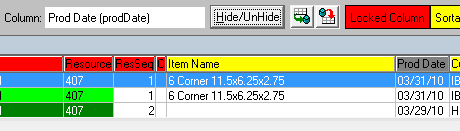 Column: Prod Date (prodDate) Hide/UnHide Locked Column Sorta
Resource ResSeq C Item Name Prod Date
407 1 6 Corner 11.5x6.25x2.75 03/31/10 IB
407 1 6 Corner 11.5x6.25x2.75 03/31/10 IB
407 2 03/29/10 H